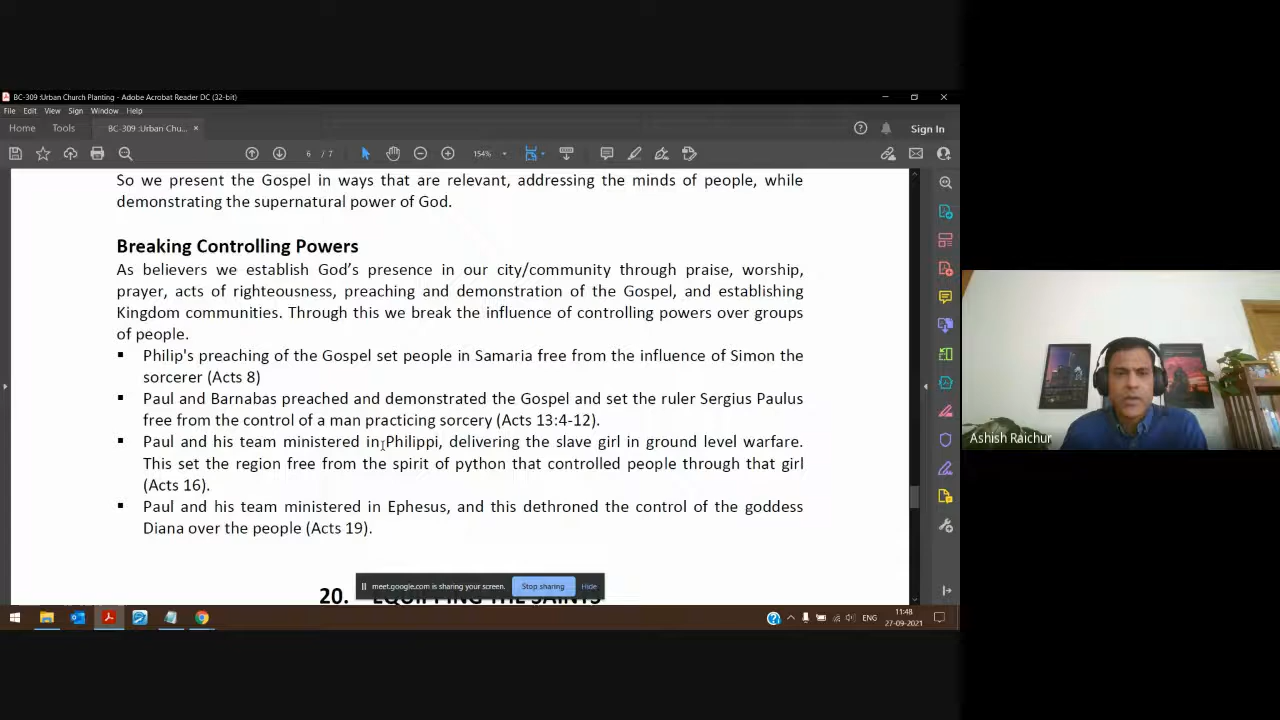 BC-309 :Urban Church Planting - Adobe Acrobat Reader DC (32-bit)
File Edit View Sign Window Help
Home Tools BC-309 :Urban Chu... × Sign In
6 / 7 154%
So we present the Gospel in ways that are relevant, addressing the minds of people, while
demonstrating the supernatural power of God.
Breaking Controlling Powers
As believers we establish God's presence in our city/community through praise, worship,
prayer, acts of righteousness, preaching and demonstration of the Gospel, and establishing
Kingdom communities. Through this we break the influence of controlling powers over groups
of people.
▪ Philip's preaching of the Gospel set people in Samaria free from the influence of Simon the
sorcerer (Acts 8)
▪ Paul and Barnabas preached and demonstrated the Gospel and set the ruler Sergius Paulus
free from the control of a man practicing sorcery (Acts 13:4-12).
▪ Paul and his team ministered in Philippi, delivering the slave girl in ground level warfare.
This set the region free from the spirit of python that controlled people through that girl
(Acts 16).
▪ Paul and his team ministered in Ephesus, and this dethroned the control of the goddess
Diana over the people (Acts 19).
20. EQUIPPING THE SAINTS
meet.google.com is sharing your screen. Stop sharing Hide
ENG 11:48
27-09-2021
Ashish Raichur